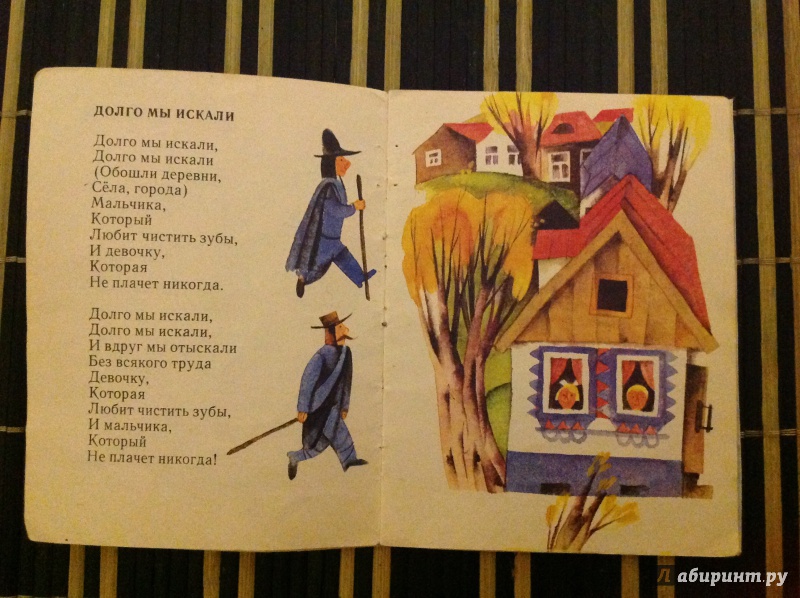 ДОЛГО МЫ ИСКАЛИ
Долго мы искали,
Долго мы искали
(Обошли деревни,
Сёла, города)
Мальчика,
Который
Любит чистить зубы,
И девочку,
Которая
Не плачет никогда.
Долго мы искали,
Долго мы искали,
И вдруг мы отыскали
Без всякого труда
Девочку,
Которая
Любит чистить зубы,
И мальчика,
Который
Не плачет никогда!
Лабиринт.ру